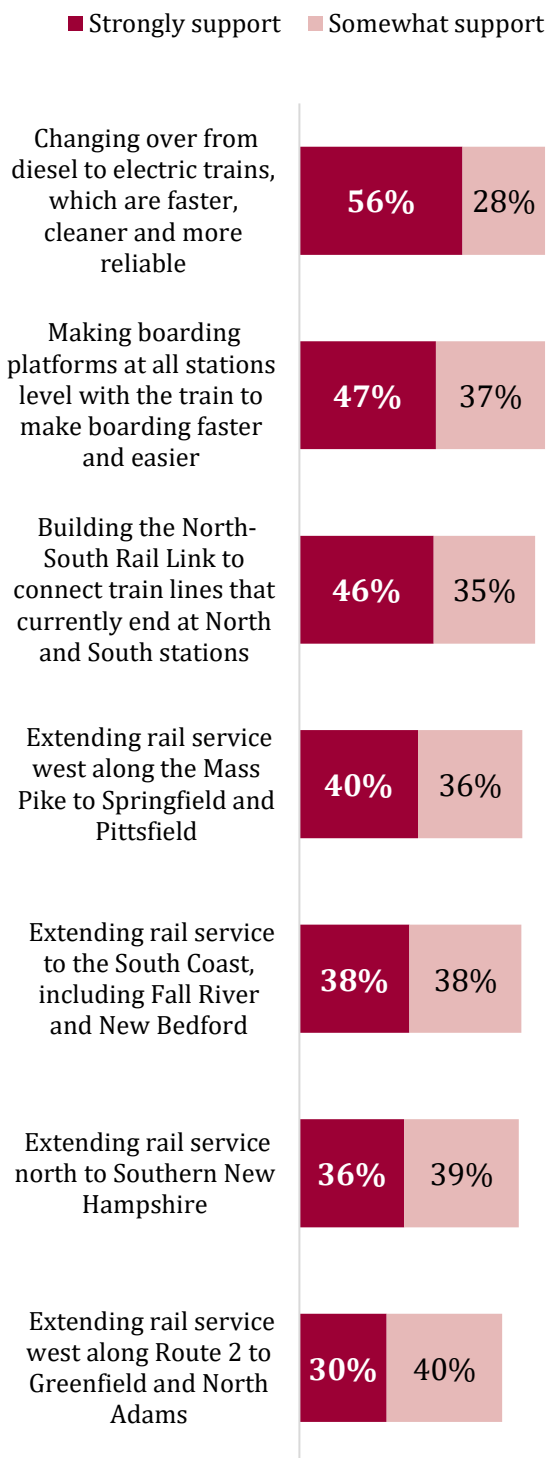 Strongly support Somewhat support
Changing over from
diesel to electric trains,
which are faster,
cleaner and more
reliable
56% 28%
Making boarding
platforms at all stations
level with the train to
make boarding faster
and easier
47% 37%
Building the North-
South Rail Link to
connect train lines that
currently end at North
and South stations
46% 35%
Extending rail service
west along the Mass
Pike to Springfield and
Pittsfield
40% 36%
Extending rail service
to the South Coast,
including Fall River
and New Bedford
38% 38%
Extending rail service
north to Southern New
Hampshire
36% 39%
Extending rail service
west along Route 2 to
Greenfield and North
Adams
30% 40%